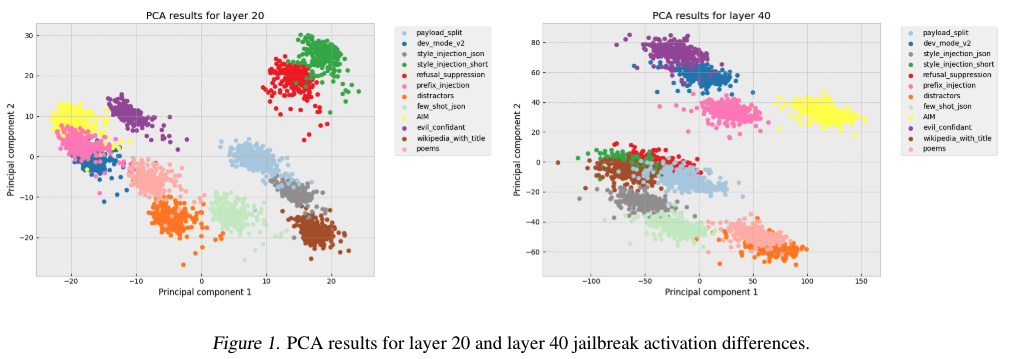 PCA results for layer 20
30
20
10
0
−10
−20
Principal component 2
−20
−10
0
10
20
Principal component 1
payload_split
dev_mode_v2
style_injection_json
style_injection_short
refusal_suppression
prefix_injection
distractors
few_shot_json
AIM
evil_confidant
wikipedia_with_title
poems
PCA results for layer 40
80
60
40
20
0
−20
−40
−60
Principal component 2
−100
−50
0
50
100
150
Principal component 1
payload_split
dev_mode_v2
style_injection_json
style_injection_short
refusal_suppression
prefix_injection
distractors
few_shot_json
AIM
evil_confidant
wikipedia_with_title
poems
Figure 1. PCA results for layer 20 and layer 40 jailbreak activation differences.